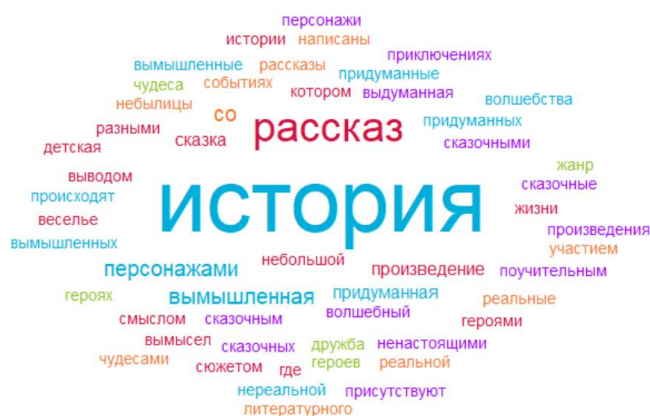 персонажи
истории написаны
приключениях
вымышленные рассказы
придуманные
чудеса событиях
котором выдуманная
волшебства
небылицы
со
рассказ
придуманных
разными
сказка
сказочными
детская
жанр
выводом
сказочные
происходят
история
жизни
веселье
произведения
вымышленных
участием
небольшой
персонажами
произведение
поучительным
героях
вымышленная
придуманная
реальные
волшебный
смыслом сказочным
героями
вымысел
сказочных
дружба ненастоящими
чудесами
сюжетом где
героев реальной
нереальной присутствуют
литературного